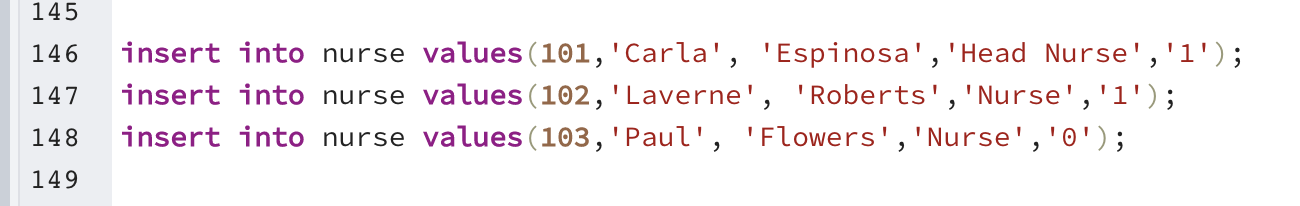 145
146 insert into nurse values(101,'Carla', 'Espinosa','Head Nurse','1');
147 insert into nurse values(102,'Laverne', 'Roberts','Nurse','1');
148 insert into nurse values(103,'Paul', 'Flowers','Nurse','0');
149